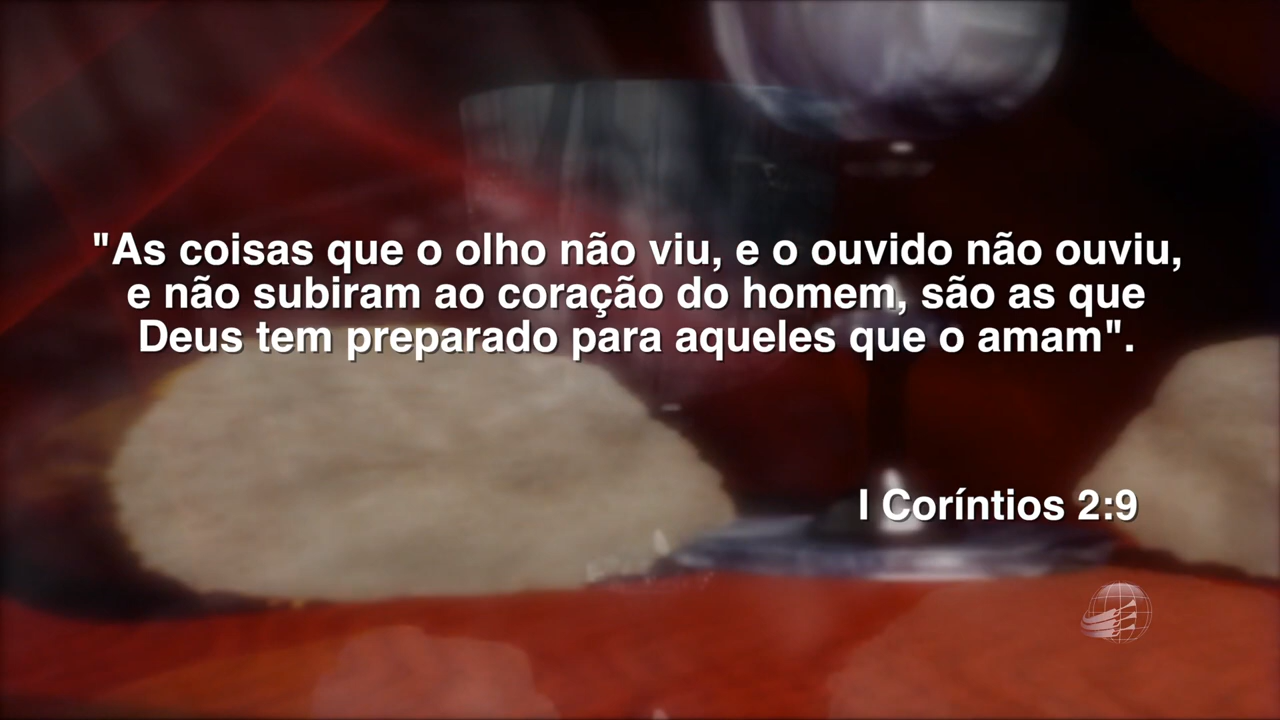 "As coisas que o olho não viu, e o ouvido não ouviu,
e não subiram ao coração do homem, são as que
Deus tem preparado para aqueles que o amam".
I Coríntios 2:9